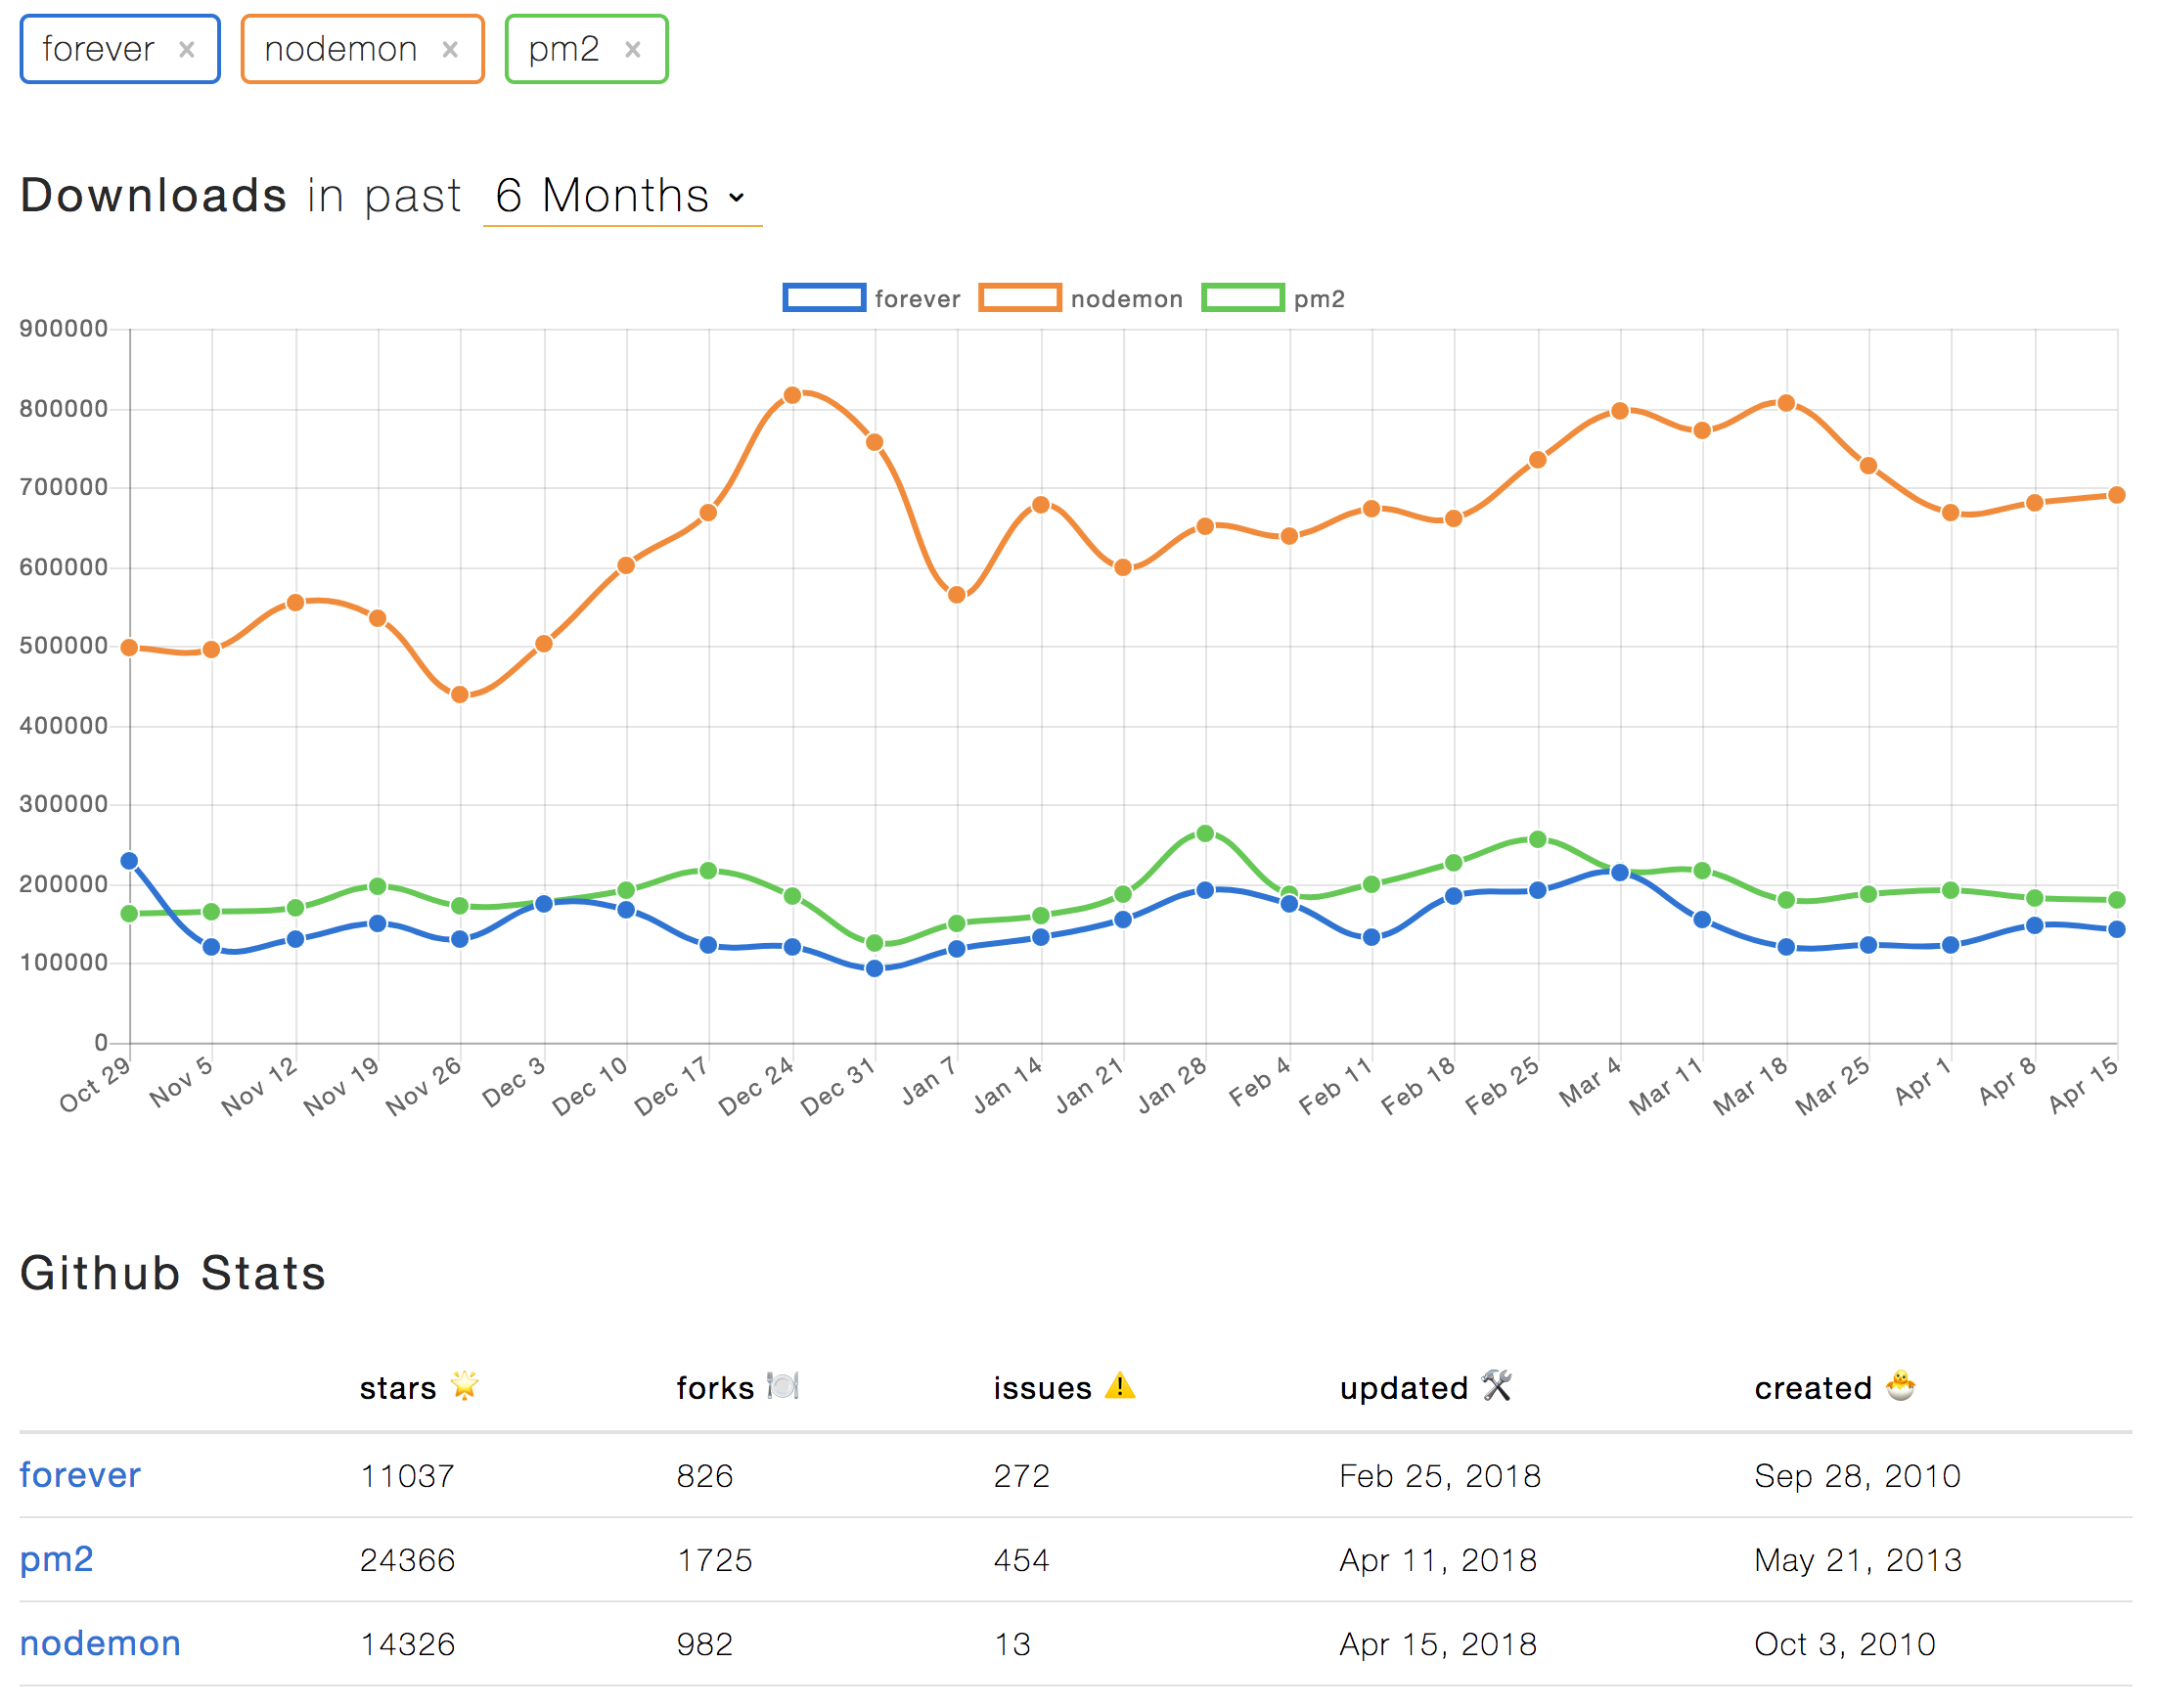 forever × nodemon × pm2 ×
Downloads in past 6 Months
forever nodemon pm2
900000
800000
700000
600000
500000
400000
300000
200000
100000
0
Oct 29 Nov 5 Nov 12 Nov 19 Nov 26 Dec 3 Dec 10 Dec 17 Dec 24 Dec 31 Jan 7 Jan 14 Jan 21 Jan 28 Feb 4 Feb 11 Feb 18 Feb 25 Mar 4 Mar 11 Mar 18 Mar 25 Apr 1 Apr 8 Apr 15
Github Stats
stars forks issues updated created
forever 11037 826 272 Feb 25, 2018 Sep 28, 2010
pm2 24366 1725 454 Apr 11, 2018 May 21, 2013
nodemon 14326 982 13 Apr 15, 2018 Oct 3, 2010